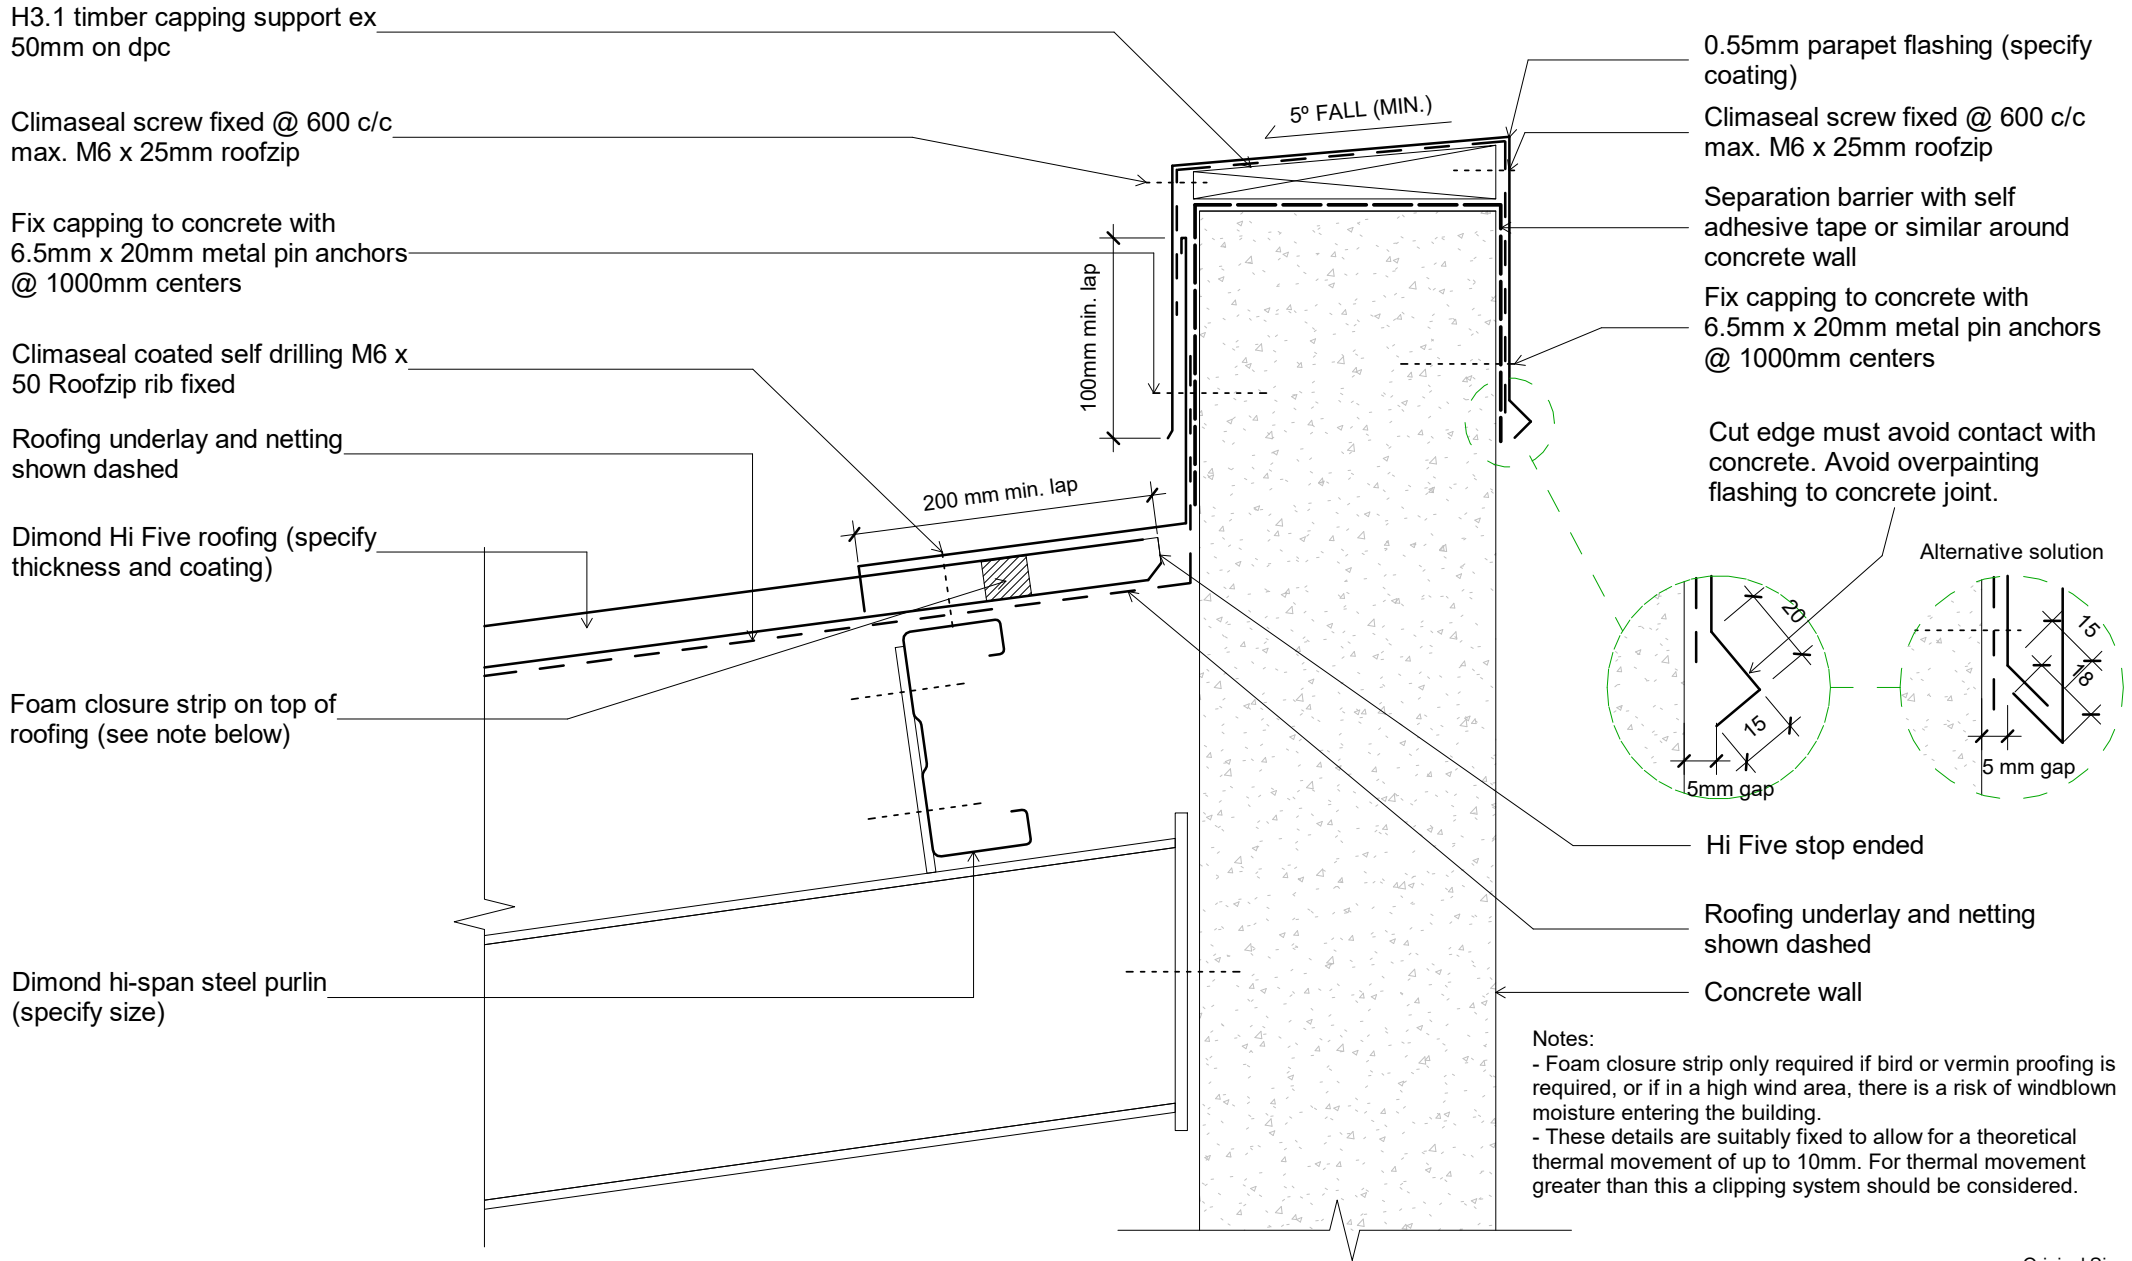 H3.1 timber capping support ex
50mm on dpc
Climaseal screw fixed @ 600 c/c
max. M6 x 25mm roofzip
Fix capping to concrete with
6.5mm x 20mm metal pin anchors
@ 1000mm centers
Climaseal coated self drilling M6 x
50 Roofzip rib fixed
Roofing underlay and netting
shown dashed
Dimond Hi Five roofing (specify
thickness and coating)
Foam closure strip on top of
roofing (see note below)
Dimond hi-span steel purlin
(specify size)
5º FALL (MIN.)
100mm min. lap
200 mm min. lap
0.55mm parapet flashing (specify
coating)
Climaseal screw fixed @ 600 c/c
max. M6 x 25mm roofzip
Separation barrier with self
adhesive tape or similar around
concrete wall
Fix capping to concrete with
6.5mm x 20mm metal pin anchors
@ 1000mm centers
Cut edge must avoid contact with
concrete. Avoid overpainting
flashing to concrete joint.
Alternative solution
20
15
5mm gap
15
18
5 mm gap
Hi Five stop ended
Roofing underlay and netting
shown dashed
Concrete wall
Notes:
- Foam closure strip only required if bird or vermin proofing is
required, or if in a high wind area, there is a risk of windblown
moisture entering the building.
- These details are suitably fixed to allow for a theoretical
thermal movement of up to 10mm. For thermal movement
greater than this a clipping system should be considered.